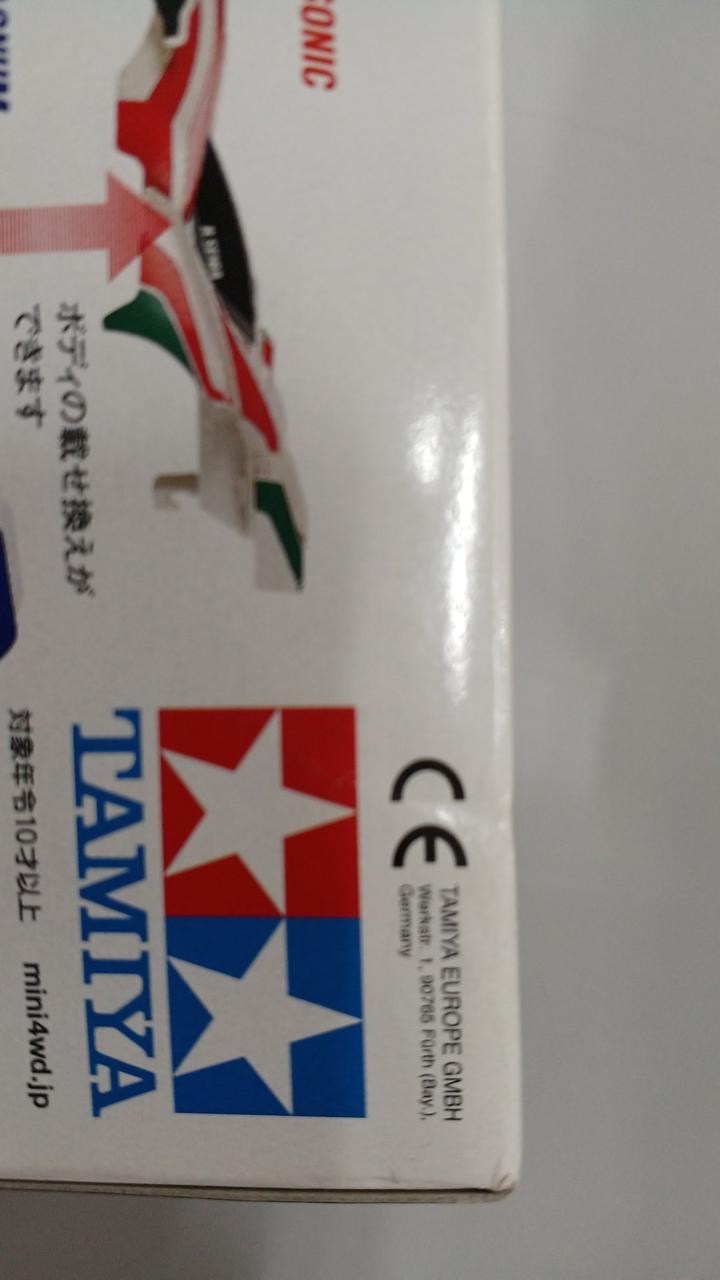 SONIC
ボディの載せ換えが
できます
CE TAMIYA EUROPE GMBH
Werkstr. 1, 90765 Fürth (Bay.),
Germany
TAMIYA
対象年令10才以上 mini4wd.jp